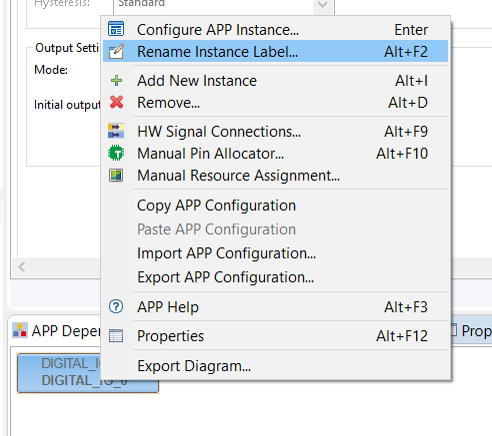 Hysteresis:
Standard
Output Setti
Mode:
Initial output
Configure APP Instance... Enter
Rename Instance Label... Alt+F2
Add New Instance Alt+I
Remove... Alt+D
HW Signal Connections... Alt+F9
Manual Pin Allocator... Alt+F10
Manual Resource Assignment...
Copy APP Configuration
Paste APP Configuration
Import APP Configuration...
Export APP Configuration...
APP Help Alt+F3
Properties Alt+F12
Export Diagram...
APP Depe
Prop
DIGITAL_I
DIGITAL_IO_0